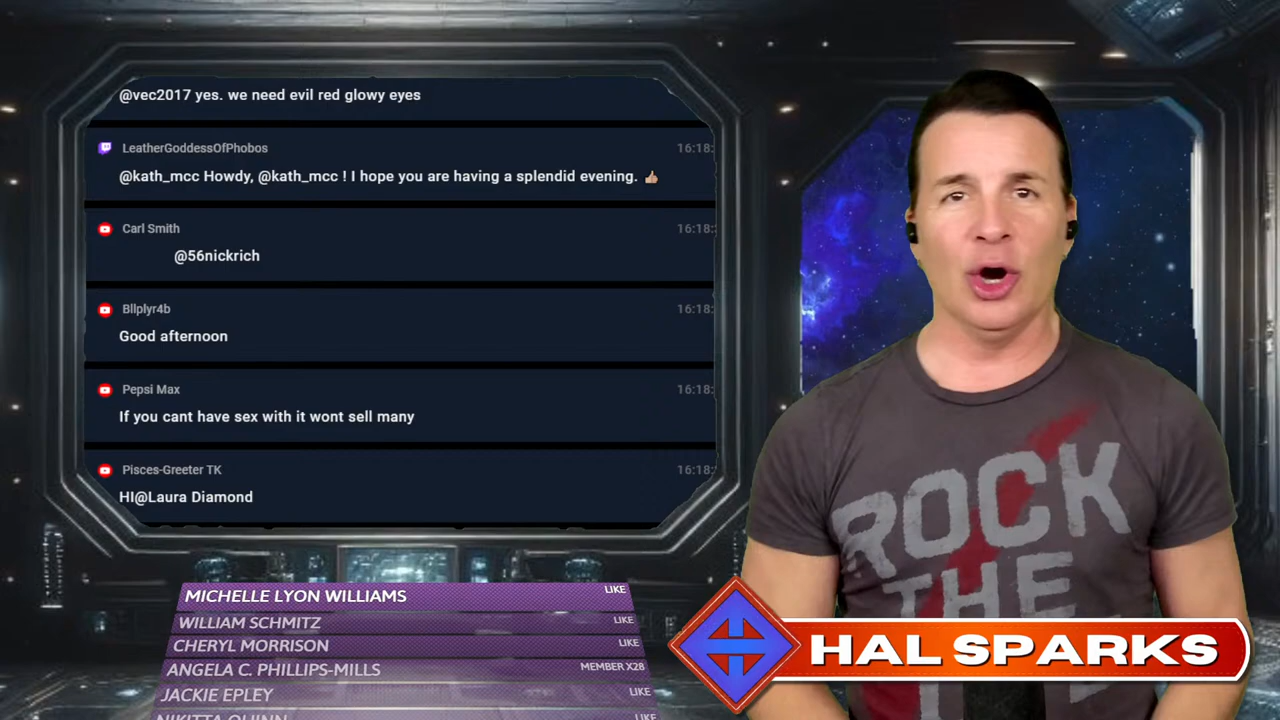 @vec2017 yes. we need evil red glowy eyes
LeatherGoddessOfPhobos 16:18:
@kath_mcc Howdy, @kath_mcc ! I hope you are having a splendid evening. 👍🏼
Carl Smith 16:18:
@56nickrich
Bllplyr4b 16:18:
Good afternoon
Pepsi Max 16:18:
If you cant have sex with it wont sell many
Pisces-Greeter TK 16:18:
HI@Laura Diamond
MICHELLE LYON WILLIAMS LIKE
WILLIAM SCHMITZ LIKE
CHERYL MORRISON LIKE
ANGELA C. PHILLIPS-MILLS MEMBER X28
JACKIE EPLEY LIKE
NIKITTA QUINN LIKE
ROCK
THE
HAL SPARKS